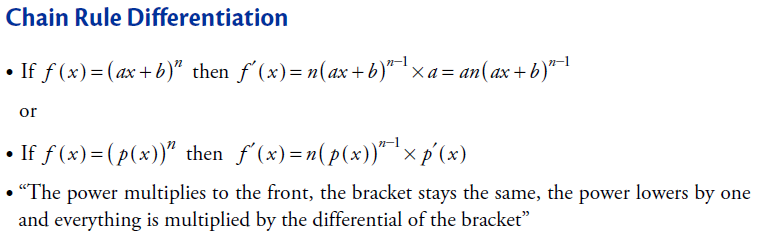 Chain Rule Differentiation
• If f(x) = (ax + b)ⁿ then f′(x) = n(ax + b)ⁿ⁻¹ × a = an(ax + b)ⁿ⁻¹
or
• If f(x) = (p(x))ⁿ then f′(x) = n(p(x))ⁿ⁻¹ × p′(x)
• “The power multiplies to the front, the bracket stays the same, the power lowers by one
and everything is multiplied by the differential of the bracket”